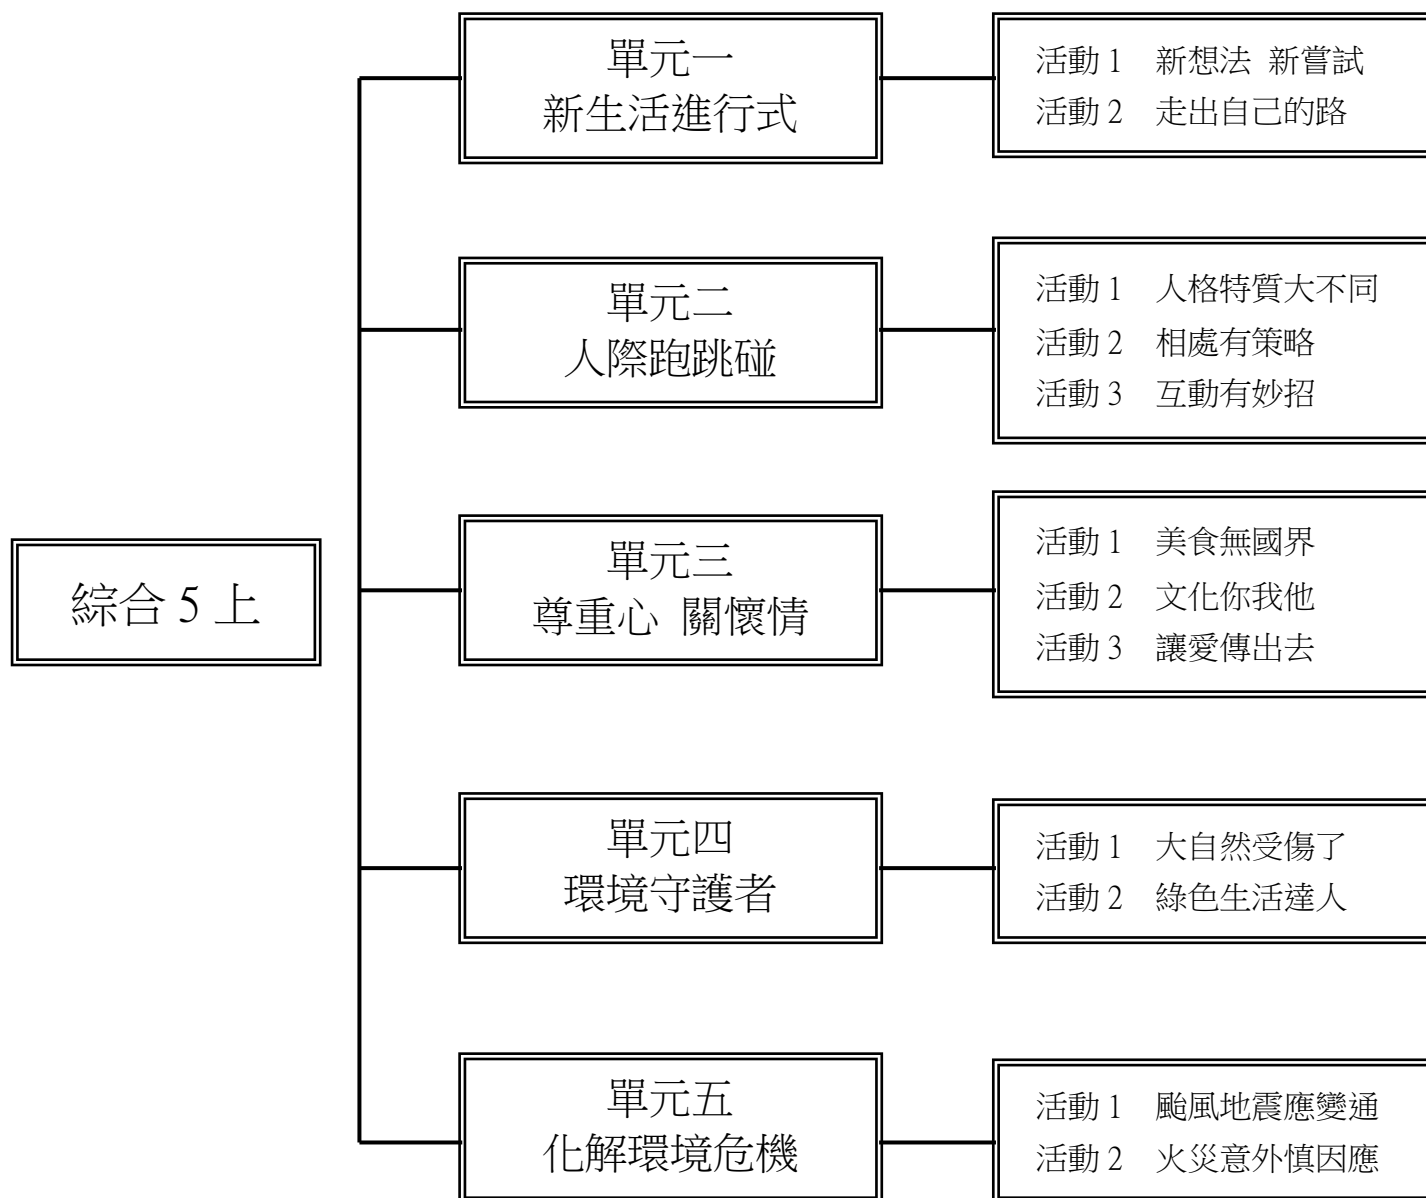 綜合 5 上
單元一
新生活進行式
活動 1 新想法 新嘗試
活動 2 走出自己的路
單元二
人際跑跳碰
活動 1 人格特質大不同
活動 2 相處有策略
活動 3 互動有妙招
單元三
尊重心 關懷情
活動 1 美食無國界
活動 2 文化你我他
活動 3 讓愛傳出去
單元四
環境守護者
活動 1 大自然受傷了
活動 2 綠色生活達人
單元五
化解環境危機
活動 1 颱風地震應變通
活動 2 火災意外慎因應